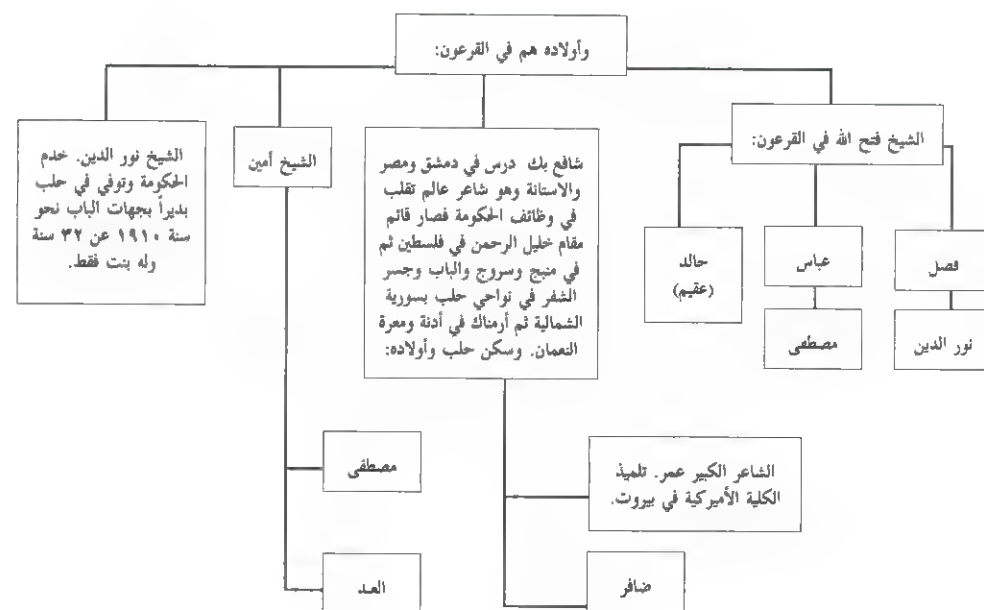 وأولاده هم في القرعون:
الشيخ فتح الله في القرعون:
فصل
نور الدين
عباس
مصطفى
خالد
(عقيم)
شافع بك درس في دمشق ومصر
والاستانة وهو شاعر عالم تقلب
في وظائف الحكومة فصار قائم
مقام خليل الرحمن في فلسطين ثم
في منبج وسروج والباب وجسر
الشغر في نواحي حلب بسورية
الشمالية ثم أرمناك في أدنة ومعرة
النعمان. وسكن حلب وأولاده:
الشاعر الكبير عمر. تلميذ
الكلية الأميركية في بيروت.
ضافر
الشيخ أمين
مصطفى
العد
الشيخ نور الدين. خدم
الحكومة وتوفي في حلب
بديراً بجهات الباب نحو
سنة ١٩١٠ عن ٣٢ سنة
وله بنت فقط.